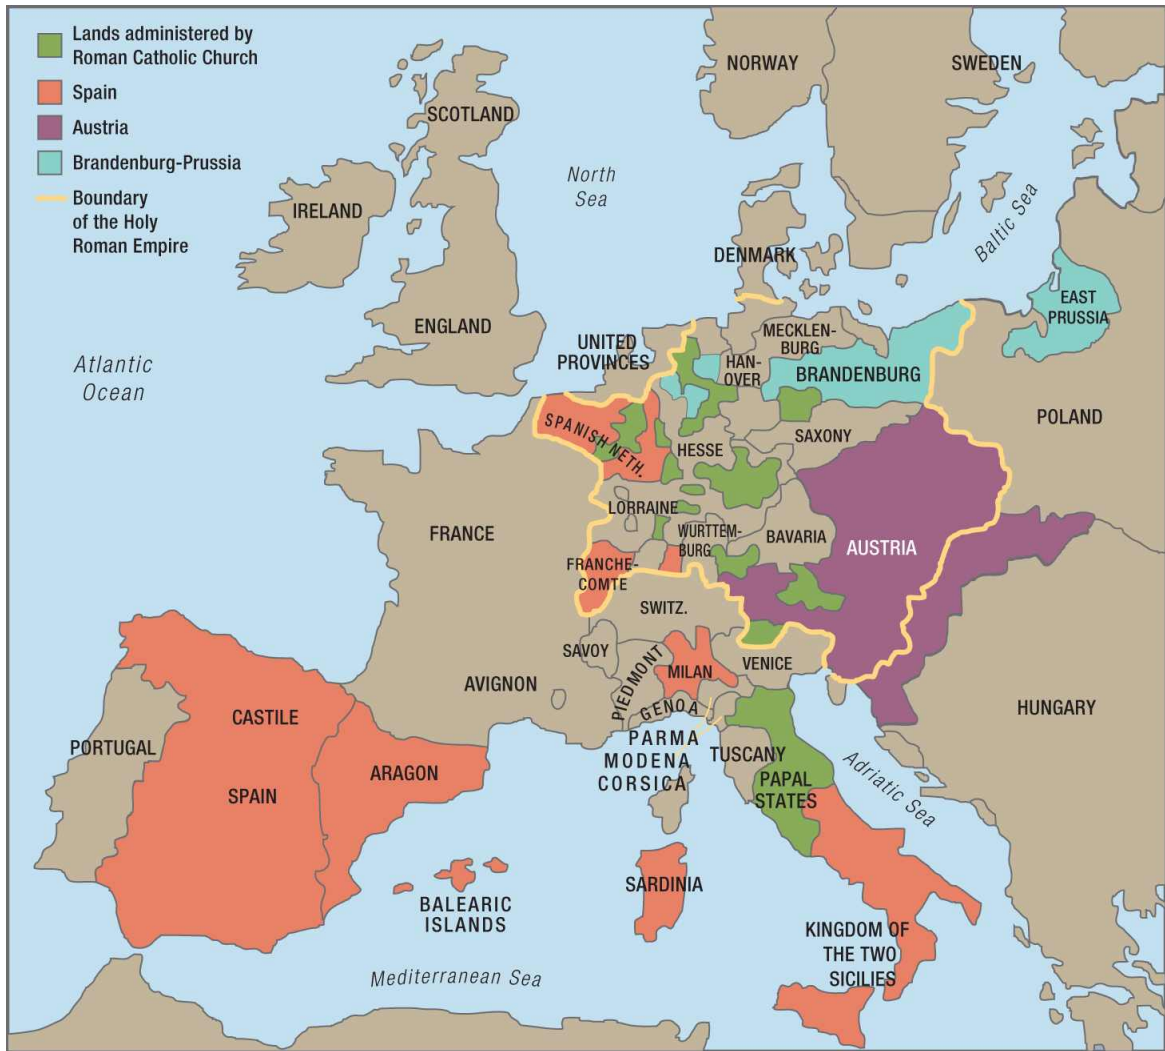 Lands administered by
Roman Catholic Church
Spain
Austria
Brandenburg-Prussia
Boundary
of the Holy
Roman Empire
NORWAY
SWEDEN
SCOTLAND
North
Sea
IRELAND
Baltic Sea
DENMARK
EAST
PRUSSIA
ENGLAND
Atlantic
Ocean
UNITED
PROVINCES
MECKLEN-
BURG
HAN-
OVER
BRANDENBURG
POLAND
SPANISH NETH.
SAXONY
HESSE
LORRAINE
FRANCE
WURTTEM-
BURG
BAVARIA
AUSTRIA
FRANCHE-
COMTE
SWITZ.
SAVOY
PIEDMONT
MILAN
VENICE
AVIGNON
GENOA
HUNGARY
CASTILE
PORTUGAL
PARMA
MODENA
CORSICA
TUSCANY
PAPAL
STATES
Adriatic Sea
ARAGON
SPAIN
SARDINIA
BALEARIC
ISLANDS
KINGDOM OF
THE TWO
SICILIES
Mediterranean Sea